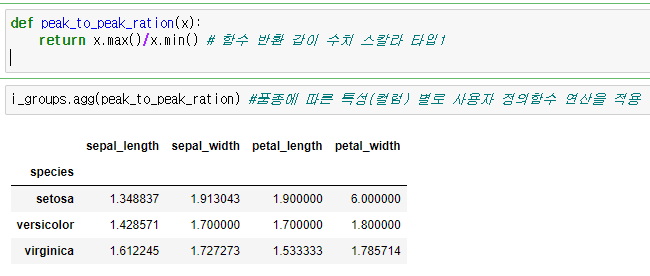 def peak_to_peak_ration(x):
return x.max()/x.min() # 함수 반환 값이 수치 스칼라 타입1
i_groups.agg(peak_to_peak_ration) #품종에 따른 특성(컬럼) 별로 사용자 정의함수 연산을 적용
sepal_length sepal_width petal_length petal_width
species
setosa 1.348837 1.913043 1.900000 6.000000
versicolor 1.428571 1.700000 1.700000 1.800000
virginica 1.612245 1.727273 1.533333 1.785714